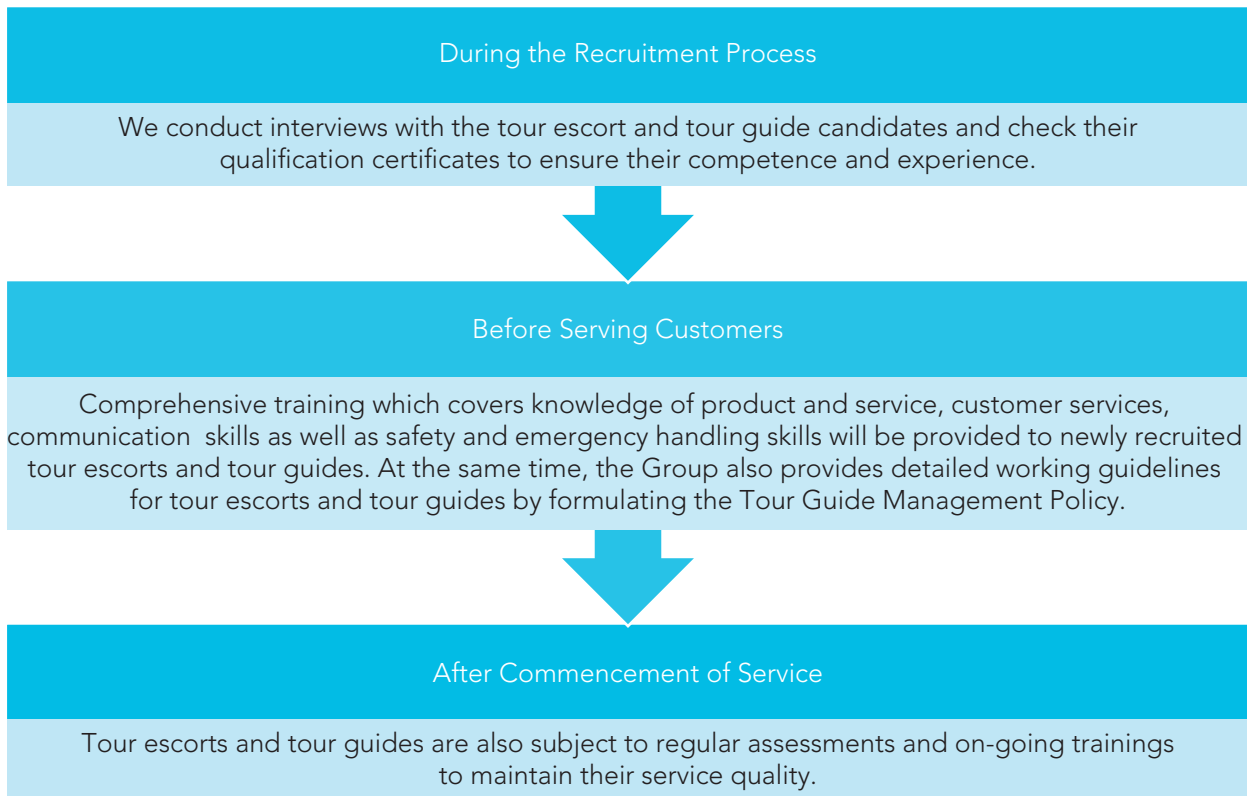 During the Recruitment Process
We conduct interviews with the tour escort and tour guide candidates and check their
qualification certificates to ensure their competence and experience.
Before Serving Customers
Comprehensive training which covers knowledge of product and service, customer services,
communication  skills as well as safety and emergency handling skills will be provided to newly recruited
tour escorts and tour guides. At the same time, the Group also provides detailed working guidelines
for tour escorts and tour guides by formulating the Tour Guide Management Policy.
After Commencement of Service
Tour escorts and tour guides are also subject to regular assessments and on-going trainings
to maintain their service quality.